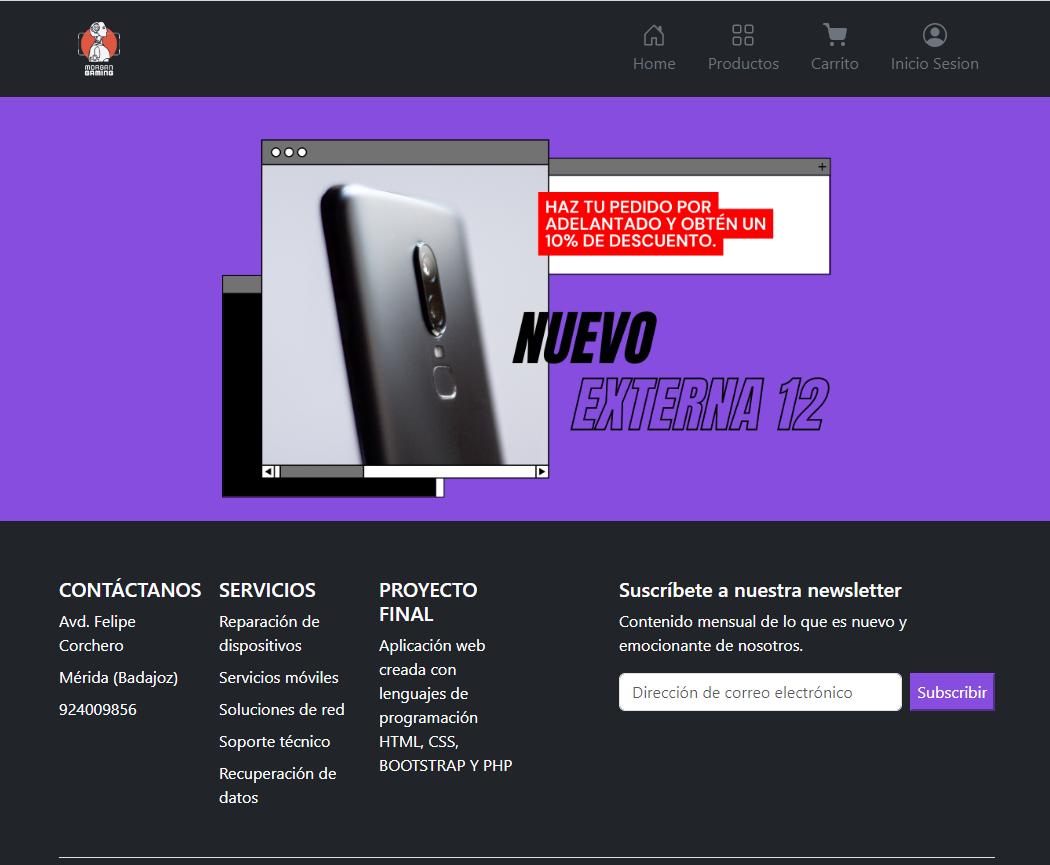 MORGAN
GAMING
Home
Productos
Carrito
Inicio Sesion
HAZ TU PEDIDO POR
ADELANTADO Y OBTÉN UN
10% DE DESCUENTO.
NUEVO
EXTERNA 12
CONTÁCTANOS
Avd. Felipe
Corchero
Mérida (Badajoz)
924009856
SERVICIOS
Reparación de
dispositivos
Servicios móviles
Soluciones de red
Soporte técnico
Recuperación de
datos
PROYECTO
FINAL
Aplicación web
creada con
lenguajes de
programación
HTML, CSS,
BOOTSTRAP Y PHP
Suscríbete a nuestra newsletter
Contenido mensual de lo que es nuevo y
emocionante de nosotros.
Dirección de correo electrónico
Subscribir